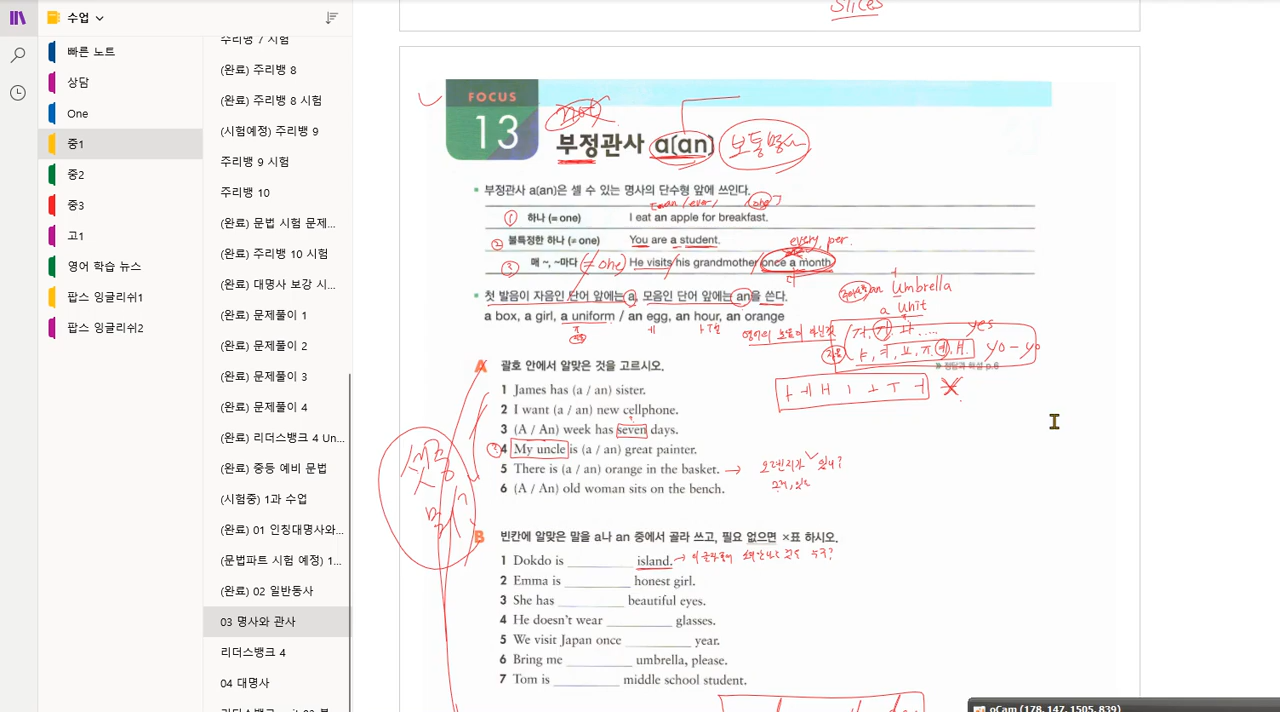 수업
빠른 노트
상담
One
중1
중2
중3
고1
영어 학습 뉴스
팝스 잉글리쉬1
팝스 잉글리쉬2
주리뱅 7 시험
(완료) 주리뱅 8
(완료) 주리뱅 8 시험
(시험예정) 주리뱅 9
주리뱅 9 시험
주리뱅 10
(완료) 문법 시험 문제...
(완료) 주리뱅 10 시험
(완료) 대명사 보강 시...
(완료) 문제풀이 1
(완료) 문제풀이 2
(완료) 문제풀이 3
(완료) 문제풀이 4
(완료) 리더스뱅크 4 Un...
(완료) 중등 예비 문법
(시험중) 1과 수업
(완료) 01 인칭대명사와...
(문법파트 시험 예정) 1...
(완료) 02 일반동사
03 명사와 관사
리더스뱅크 4
04 대명사
slices
FOCUS
13
not
부정관사 a(an)
보통명사
부정관사 a(an)은 셀 수 있는 명사의 단수형 앞에 쓰인다.
one
① 하나 (= one) I eat an apple for breakfast.
② 불특정한 하나 (≠ one) You are a student.
every, per.
③ 매 ~, ~마다 (≠ one) He visits his grandmother once a month.
첫 발음이 자음인 단어 앞에는 a, 모음인 단어 앞에는 an을 쓴다.
an umbrella
a unit
a box, a girl, a uniform / an egg, an hour, an orange
yes
yo-yo
정답과 해설 p.6
A 괄호 안에서 알맞은 것을 고르시오.
1 James has (a / an) sister.
2 I want (a / an) new cellphone.
3 (A / An) week has seven days.
4 My uncle is (a / an) great painter.
5 There is (a / an) orange in the basket.
6 (A / An) old woman sits on the bench.
B 빈칸에 알맞은 말을 a나 an 중에서 골라 쓰고, 필요 없으면 ×표 하시오.
1 Dokdo is ________ island.
2 Emma is ________ honest girl.
3 She has ________ beautiful eyes.
4 He doesn't wear ________ glasses.
5 We visit Japan once ________ year.
6 Bring me ________ umbrella, please.
7 Tom is ________ middle school student.
oCam (178, 147, 1505, 839)